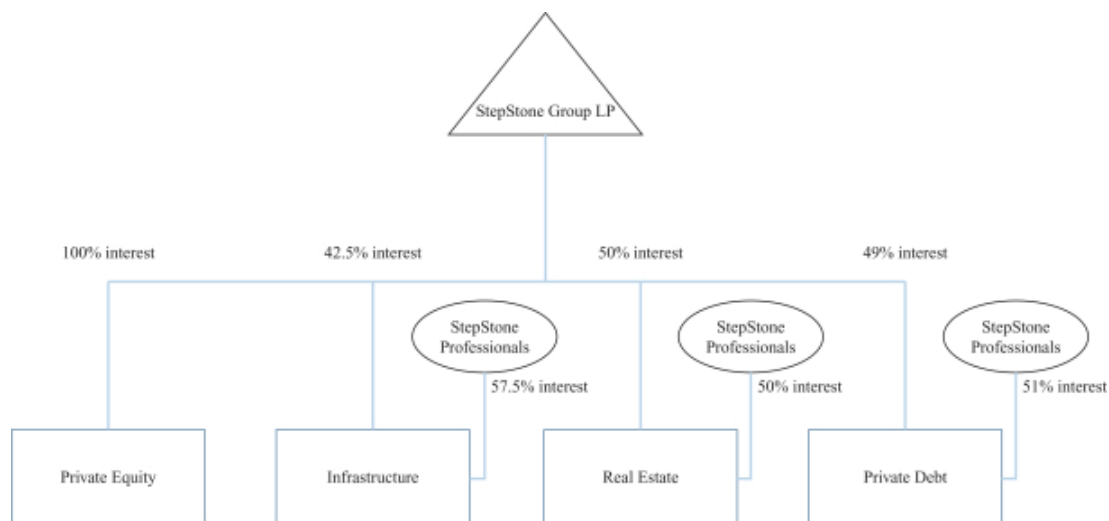 StepStone Group LP
100% interest
42.5% interest
50% interest
49% interest
StepStone
Professionals
StepStone
Professionals
StepStone
Professionals
57.5% interest
50% interest
51% interest
Private Equity
Infrastructure
Real Estate
Private Debt